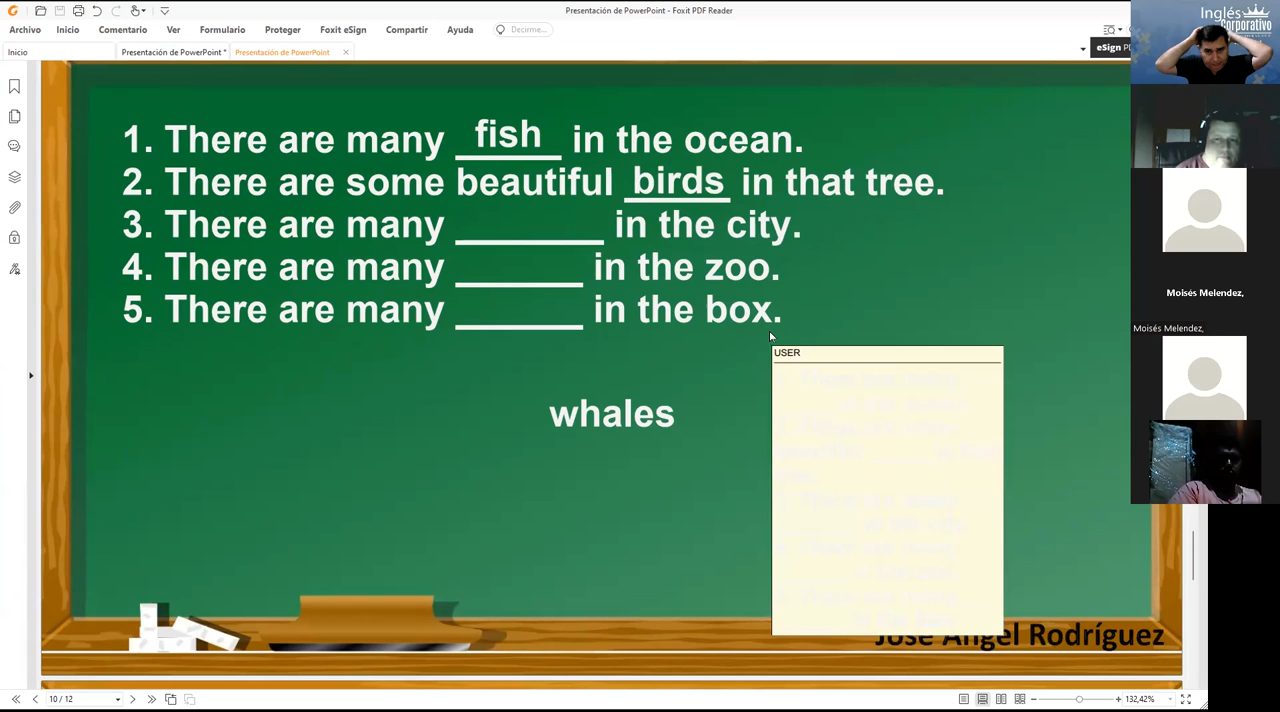 Presentación de PowerPoint - Foxit PDF Reader
Archivo Inicio Comentario Ver Formulario Proteger Foxit eSign Compartir Ayuda Decirme...
Inicio Presentación de PowerPoint * Presentación de PowerPoint
eSign
Inglés
Corporativo
1. There are many fish in the ocean.
2. There are some beautiful birds in that tree.
3. There are many _______ in the city.
4. There are many ______ in the zoo.
5. There are many ______ in the box.
whales
USER
Moisés Melendez,
Moisés Melendez,
José Angel Rodríguez
10 / 12
132,42%